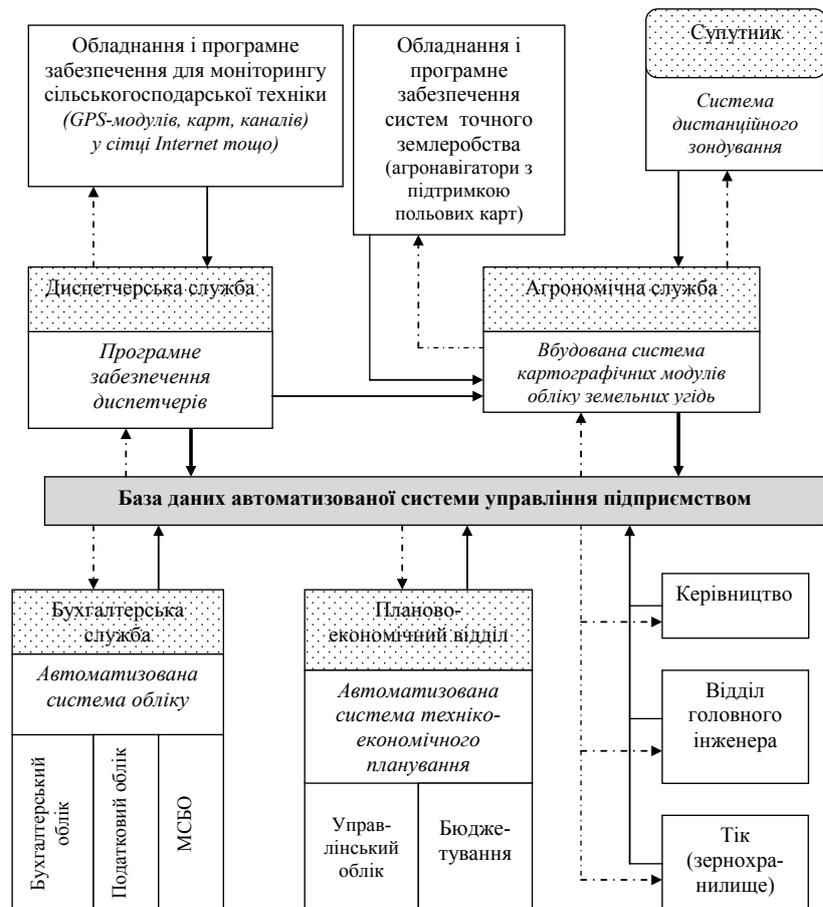 Обладнання і програмне
забезпечення для моніторингу
сільськогосподарської техніки
(GPS-модулів, карт, каналів)
у сітці Internet тощо)
Обладнання і
програмне
забезпечення
систем точного
землеробства
(агронавігатори з
підтримкою
польових карт)
Супутник
Система
дистанційного
зондування
Диспетчерська служба
Програмне
забезпечення
диспетчерів
Агрономічна служба
Вбудована система
картографічних модулів
обліку земельних угідь
База даних автоматизованої системи управління підприємством
Бухгалтерська
служба
Автоматизована
система обліку
Бухгалтерський
облік
Податковий облік
МСБО
Планово-
економічний відділ
Автоматизована
система техніко-
економічного
планування
Управ-
лінський
облік
Бюдже-
тування
Керівництво
Відділ
головного
інженера
Тік
(зернохра-
нилище)